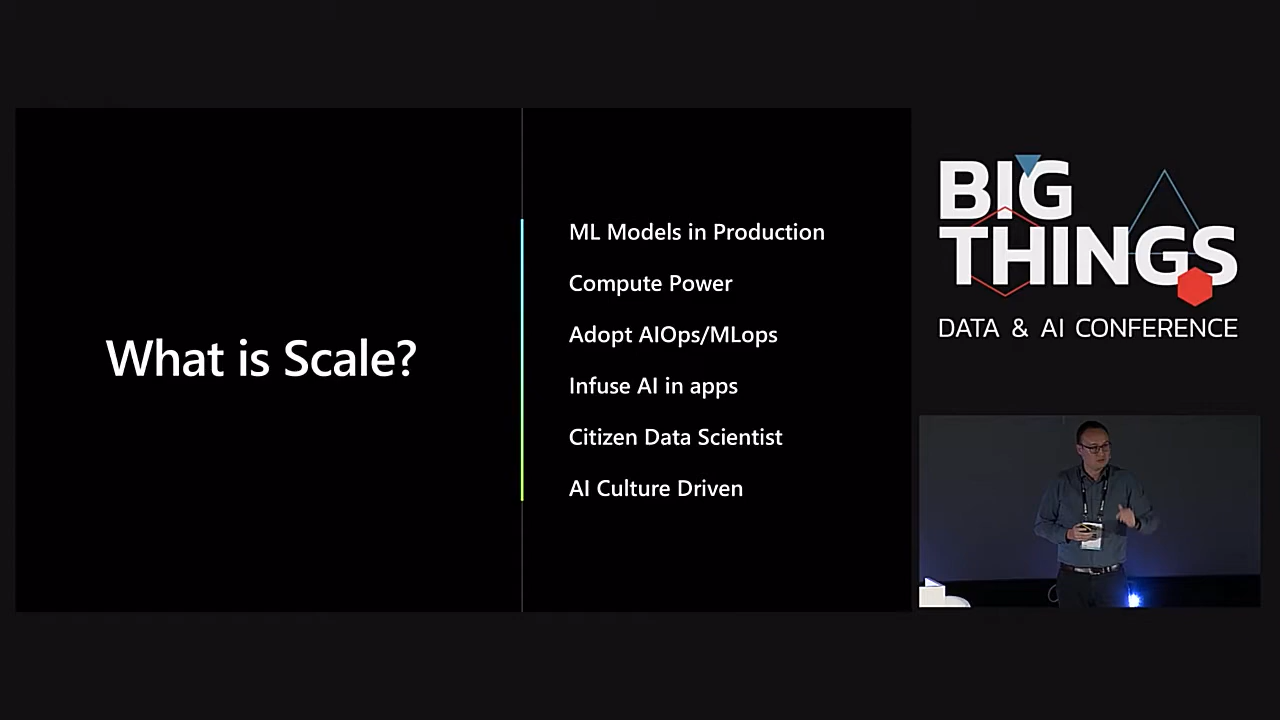 What is Scale?
ML Models in Production
Compute Power
Adopt AIOps/MLops
Infuse AI in apps
Citizen Data Scientist
AI Culture Driven
BIG
THINGS
DATA & AI CONFERENCE